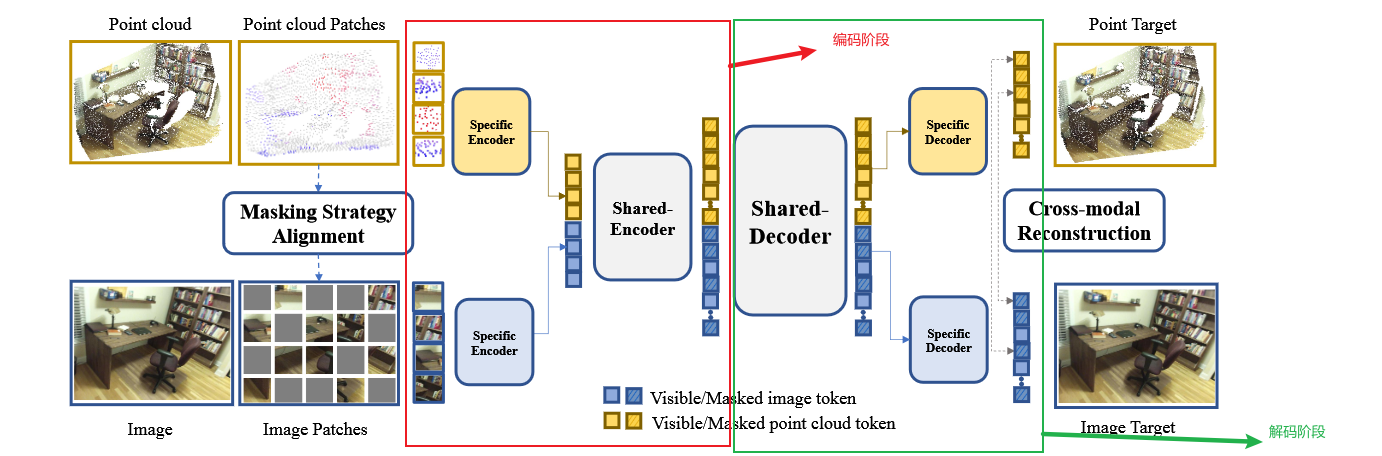 Point cloud
Point cloud Patches
编码阶段
Point Target
Specific
Encoder
Specific
Decoder
Masking Strategy
Alignment
Shared-
Encoder
Shared-
Decoder
Cross-modal
Reconstruction
Specific
Encoder
Specific
Decoder
Visible/Masked image token
Visible/Masked point cloud token
Image
Image Patches
Image Target
解码阶段